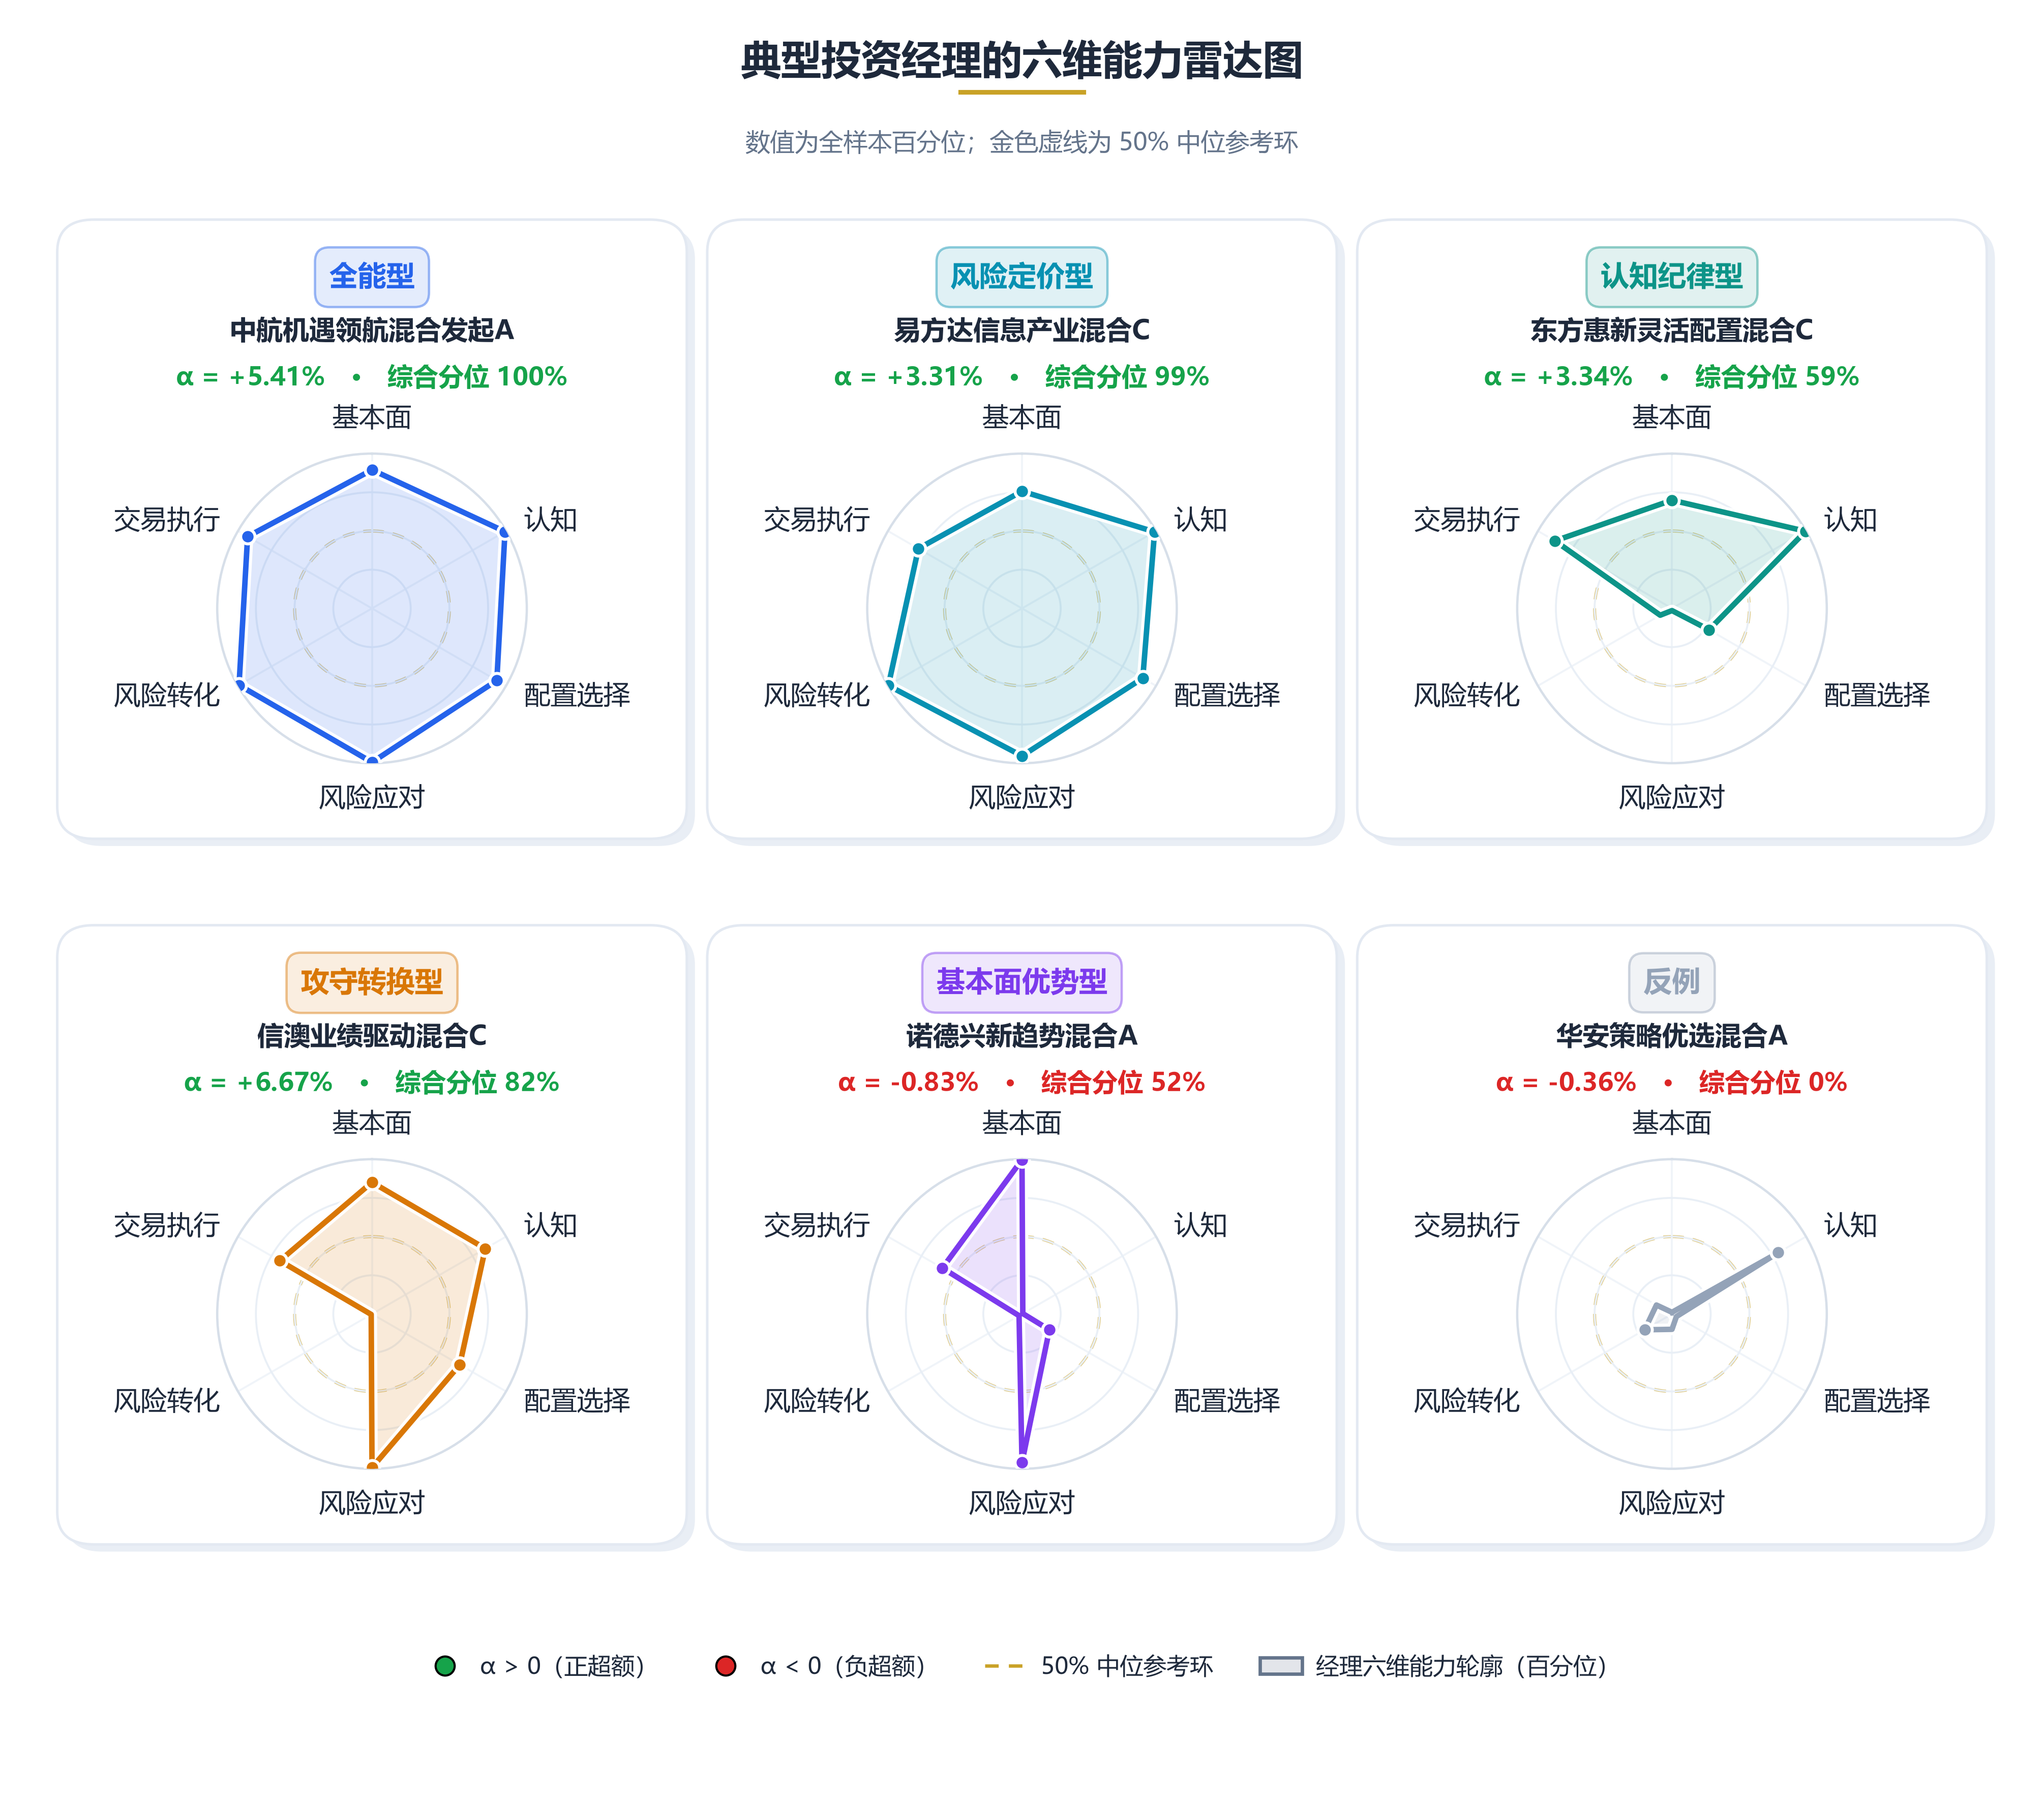 典型投资经理的六维能力雷达图
数值为全样本百分位；金色虚线为 50% 中位参考环
全能型
中航机遇领航混合发起A
α = +5.41% • 综合分位 100%
基本面
交易执行
认知
风险转化
配置选择
风险应对
风险定价型
易方达信息产业混合C
α = +3.31% • 综合分位 99%
基本面
交易执行
认知
风险转化
配置选择
风险应对
认知纪律型
东方惠新灵活配置混合C
α = +3.34% • 综合分位 59%
基本面
交易执行
认知
风险转化
配置选择
风险应对
攻守转换型
信澳业绩驱动混合C
α = +6.67% • 综合分位 82%
基本面
交易执行
认知
风险转化
配置选择
风险应对
基本面优势型
诺德兴新趋势混合A
α = -0.83% • 综合分位 52%
基本面
交易执行
认知
风险转化
配置选择
风险应对
反例
华安策略优选混合A
α = -0.36% • 综合分位 0%
基本面
交易执行
认知
风险转化
配置选择
风险应对
α > 0（正超额）
α < 0（负超额）
50% 中位参考环
经理六维能力轮廓（百分位）